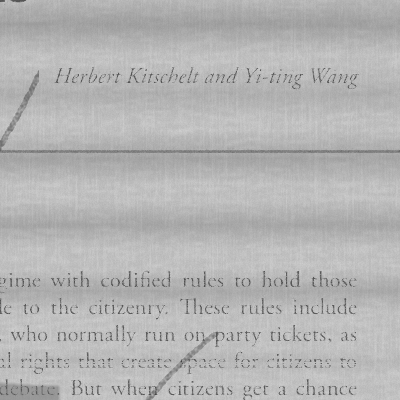 Herbert Kitschelt and Yi-ting Wang
gime with codified rules to hold those
le to the citizenry. These rules include
, who normally run on party tickets, as
al rights that create space for citizens to
debate. But when citizens get a chance